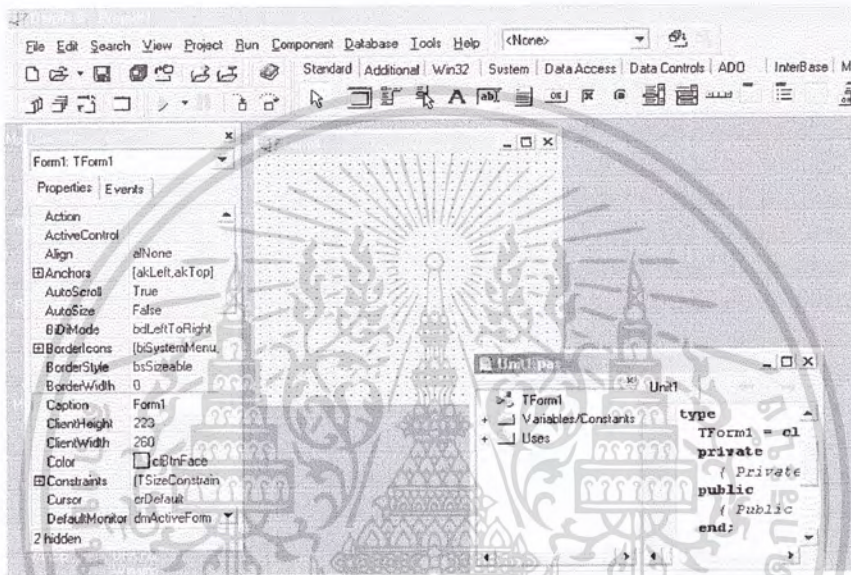 File Edit Search View Project Run Component Database Tools Help <None>
Standard Additional Win32 System Data Access Data Controls ADO InterBase
Form1: TForm1
Properties Events
Action
ActiveControl
Align alNone
Anchors [akLeft,akTop]
AutoScroll True
AutoSize False
BiDiMode bdLeftToRight
BorderIcons [biSystemMenu,
BorderStyle bsSizeable
BorderWidth 0
Caption Form1
ClientHeight 223
ClientWidth 260
Color clBtnFace
Constraints (TSizeConstrain
Cursor crDefault
DefaultMonitor dmActiveForm
2 hidden
Unit1.pas
Unit1
TForm1
Variables/Constants
Uses
type
TForm1 = cl
private
{ Private
public
{ Public
end;